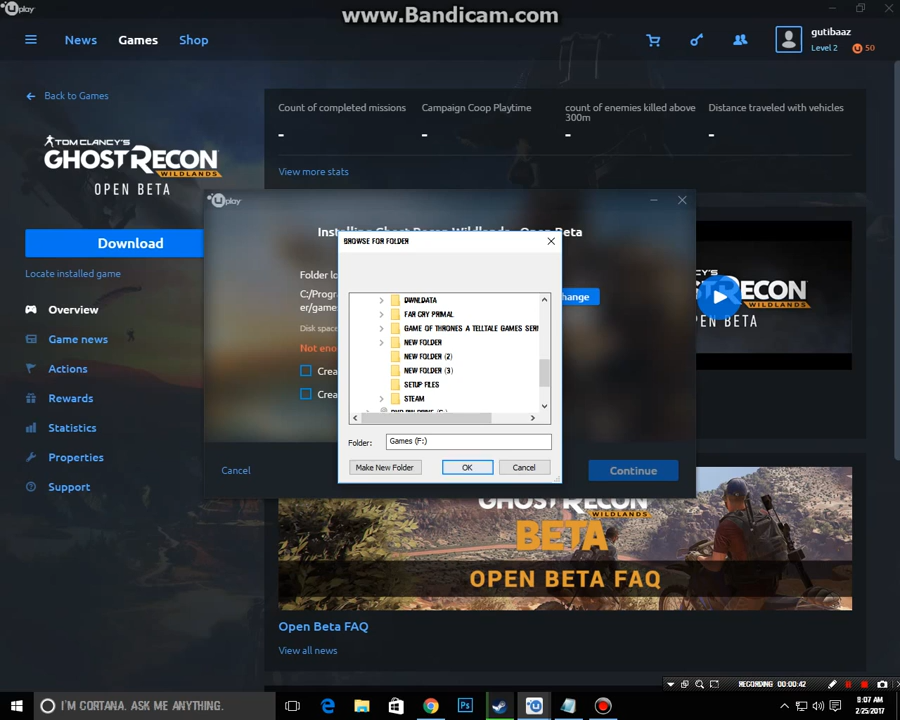 uplay
www.Bandicam.com
News
Games
Shop
gutibaaz
Level 2
50
Back to Games
TOM CLANCY'S
GHOST RECON
WILDLANDS
OPEN BETA
Download
Locate installed game
Overview
Game news
Actions
Rewards
Statistics
Properties
Support
Count of completed missions
-
Campaign Coop Playtime
-
count of enemies killed above
300m
-
Distance traveled with vehicles
-
View more stats
uplay
BROWSE FOR FOLDER
Folder lo
C:/Progra
er/game
Disk space
Not eno
Crea
Crea
hange
DWNLDATA
FAR CRY PRIMAL
GAME OF THRONES A TELLTALE GAMES SERI
NEW FOLDER
NEW FOLDER (2)
NEW FOLDER (3)
SETUP FILES
STEAM
Folder:
Games (F:)
Make New Folder
OK
Cancel
Cancel
Continue
CY'S
ECON
WILDLANDS
EN BETA
GHOST RECON
WILDLANDS
BETA
OPEN BETA FAQ
Open Beta FAQ
View all news
RECORDING 00:00:42
I'M CORTANA. ASK ME ANYTHING.
Ps
8:07 AM
2/25/2017